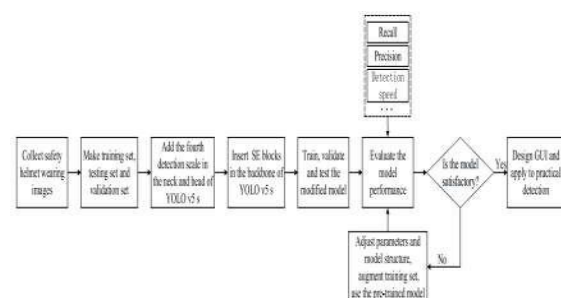 Recall
Precision
Detection
speed
...
Collect safety
helmet wearing
images
Make training set,
testing set and
validation set
Add the fourth
detection scale in
the neck and head of
YOLO v5 s
Insert SE blocks
in the backbone of
YOLO v5 s
Train, validate
and test the
modified model
Evaluate the
model
performance
Is the model
satisfactory?
Yes
Design GUI and
apply to practical
detection
No
Adjust parameters and
model structure,
augment training set,
use the pre-trained model